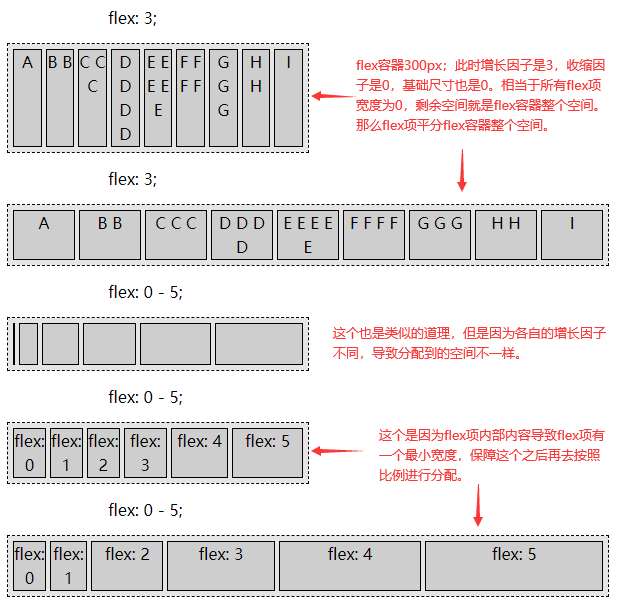 flex: 3;
A B B C C D E E F F G H I
C D E E F F G H
D E G
D
flex容器300px；此时增长因子是3，收缩因
子是0，基础尺寸也是0。相当于所有flex项
宽度为0，剩余空间就是flex容器整个空间。
那么flex项平分flex容器整个空间。
flex: 3;
A B B C C C D D D E E E E F F F F G G G H H I
D E
flex: 0 - 5;
这个也是类似的道理，但是因为各自的增长因子
不同，导致分配到的空间不一样。
flex: 0 - 5;
flex: flex: flex: flex: flex: 4 flex: 5
0 1 2 3
这个是因为flex项内部内容导致flex项有
一个最小宽度，保障这个之后再去按照
比例进行分配。
flex: 0 - 5;
flex: flex: flex: 2 flex: 3 flex: 4 flex: 5
0 1